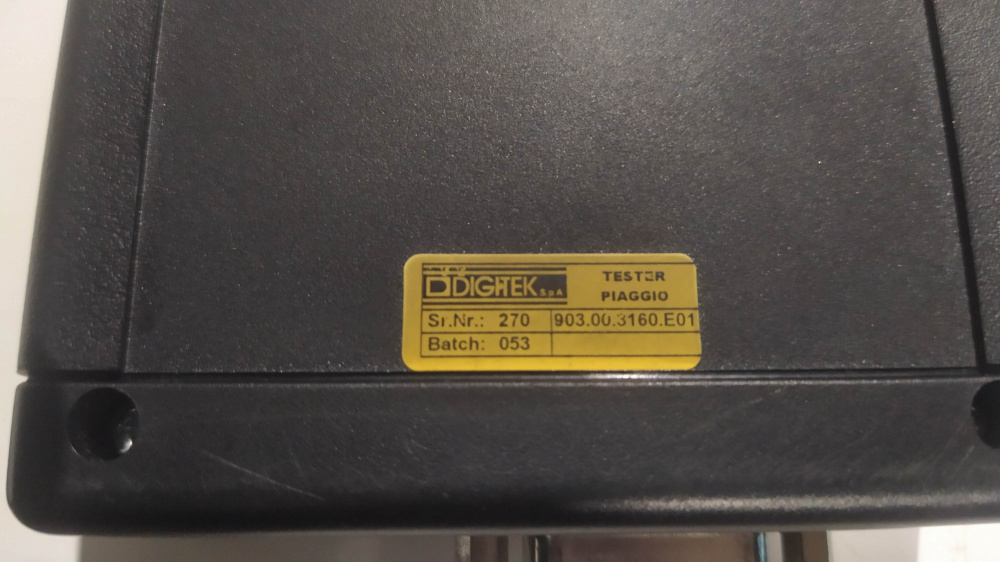 DIGITEK S.p.A
TESTER
PIAGGIO
Sr.Nr.: 270 903.00.3160.E01
Batch: 053